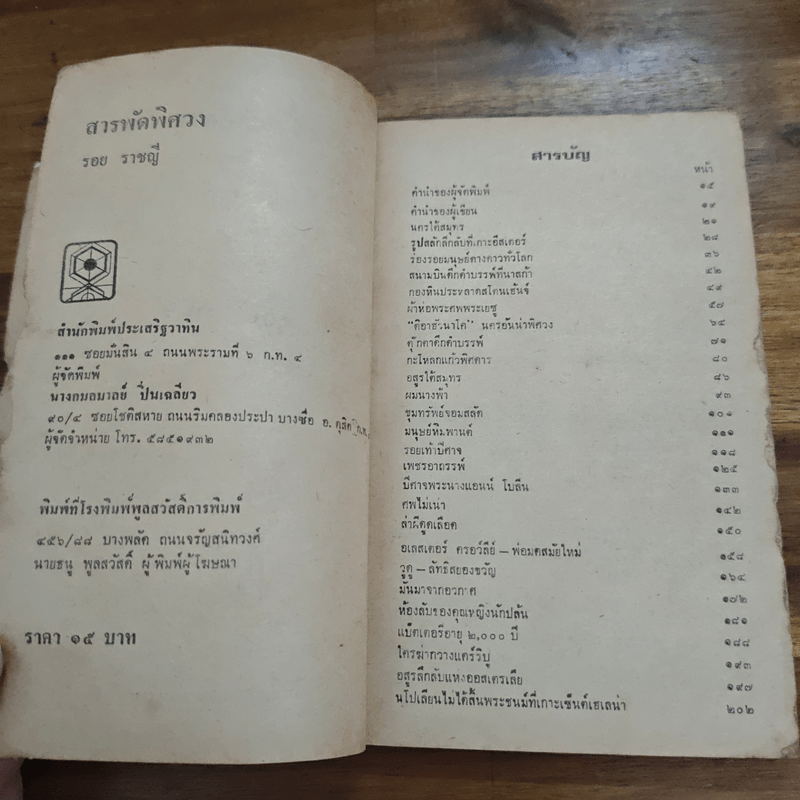 สารพัดพิศวง
รอย ราชญี
สำนักพิมพ์ประเสริฐวาทิน
๑๑๑ ซอยมันสิน ๔ ถนนพระรามที่ ๖ ก.ท. ๔
ผู้จัดพิมพ์
นางกมลมาลย์ ปิ่นเฉลียว
๙๐/๔ ซอยโชติสหาย ถนนริมคลองประปา บางซื่อ อ. ดุสิต ก.ท.
ผู้จัดจำหน่าย โทร. ๕๘๕๑๙๓๒
พิมพ์ที่โรงพิมพ์พูลสวัสดิ์การพิมพ์
๔๕๖/๘๘ บางพลัด ถนนจรัญสนิทวงศ์
นายธนู พูลสวัสดิ์ ผู้พิมพ์ผู้โฆษณา
ราคา ๑๕ บาท
สารบัญ
หน้า
คำนำของผู้จัดพิมพ์ ๑๕
คำนำของผู้เขียน ๑๙
นครใต้สมุทร ๒๑
รูปสลักลึกลับที่เกาะอีสเตอร์ ๒๘
ร่องรอยมนุษย์ต่างดาวทั่วโลก ๓๖
สนามบินดึกดำบรรพ์ที่นาสก้า ๔๒
กองหินประหลาดสโตนเฮ้นจ์ ๔๙
ผ้าห่อพระศพพระเยซู ๕๗
"ติอาฮัวนาโค" นครอันน่าพิศวง ๖๔
ตุ๊กตาดึกดำบรรพ์ ๗๑
กะโหลกแก้วพิศดาร ๘๐
อสูรใต้สมุทร ๘๖
ผมนางฟ้า ๙๓
ขุมทรัพย์จอมสลัด ๑๐๑
มนุษย์หิมพานต์ ๑๑๑
รอยเท้าปีศาจ ๑๑๘
เพชรอาถรรพ์ ๑๒๕
ปีศาจพระนางแอนน์ โบลีน ๑๓๓
ศพไม่เน่า ๑๔๒
ล่าผีดูดเลือด ๑๕๐
อเลสเตอร์ ครอว์ลีย์ – พ่อมดสมัยใหม่ ๑๕๘
วูดู – ลัทธิสยองขวัญ ๑๖๔
มันมาจากอวกาศ ๑๗๒
ห้องลับของคุณหญิงนักปล้น ๑๘๑
แบ็ตเตอรี่อายุ ๒,๐๐๐ ปี ๑๘๘
ใครฆ่ากวางแคร์รีบู ๑๙๓
อสูรลึกลับแห่งออสเตรเลีย ๑๙๗
นโปเลียนไม่ได้สิ้นพระชนม์ที่เกาะเซ็นต์เฮเลน่า ๒๐๒